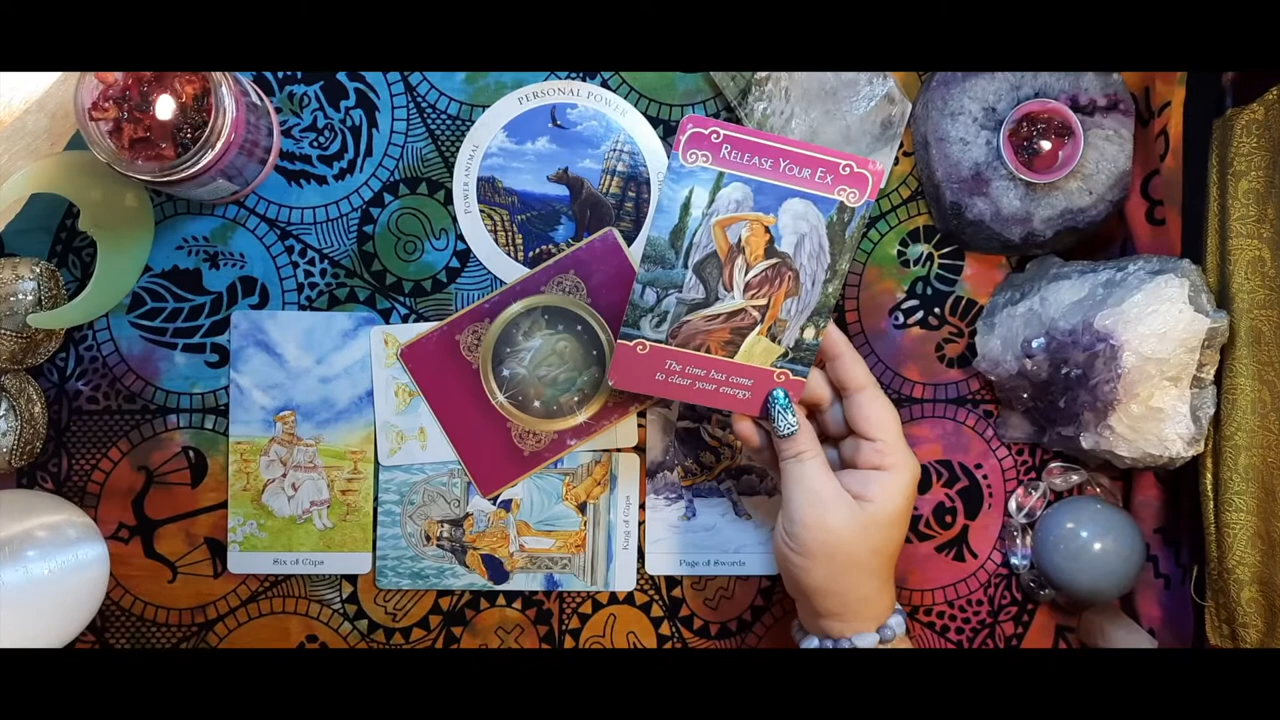 PERSONAL POWER
POWER ANIMAL
RELEASE YOUR EX
The time has come
to clear your energy.
Six of Cups
King of Cups
Page of Swords